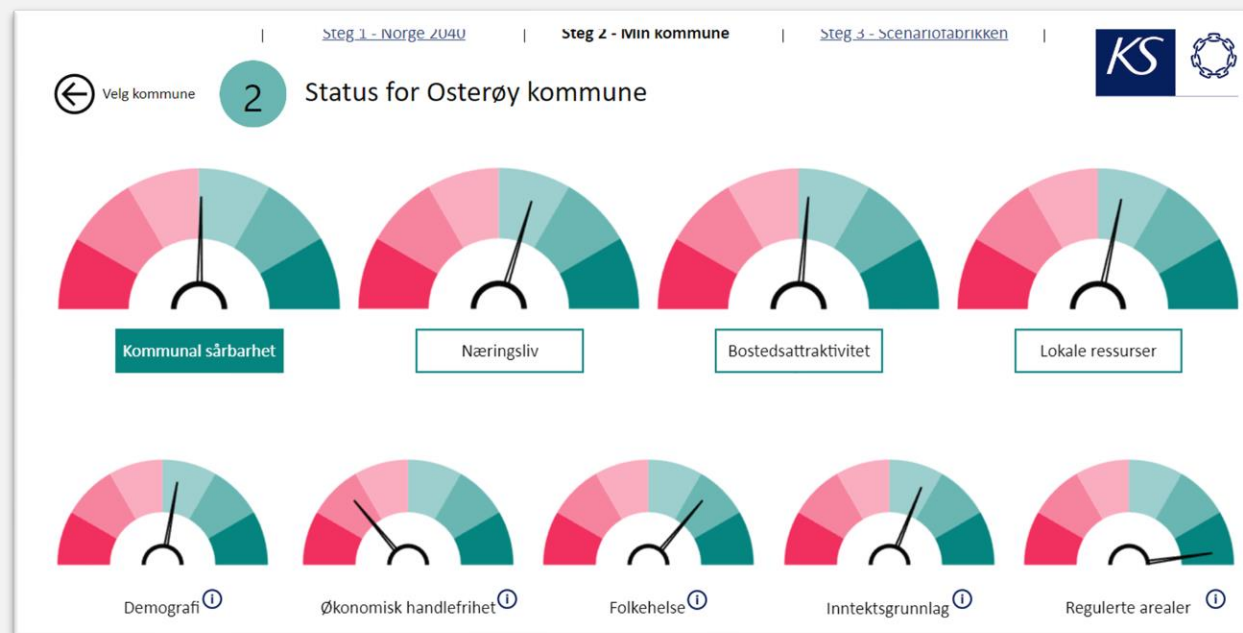 | Steg 1 - Norge 2040 | Steg 2 - Min kommune | Steg 3 - Scenariofabrikken |
KS
Velg kommune
2
Status for Osterøy kommune
Kommunal sårbarhet
Næringsliv
Bostedsattraktivitet
Lokale ressurser
Demografi i
Økonomisk handlefrihet i
Folkehelse i
Inntektsgrunnlag i
Regulerte arealer i